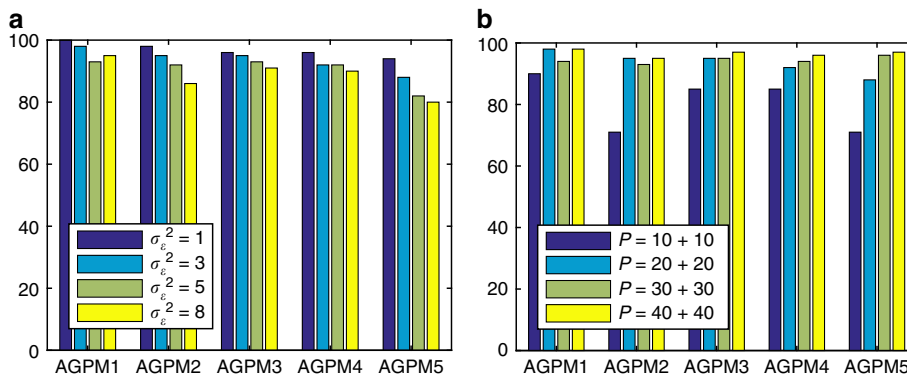 a
100
80
60
40
20
0
σε² = 1
σε² = 3
σε² = 5
σε² = 8
AGPM1 AGPM2 AGPM3 AGPM4 AGPM5
b
100
80
60
40
20
0
P = 10 + 10
P = 20 + 20
P = 30 + 30
P = 40 + 40
AGPM1 AGPM2 AGPM3 AGPM4 AGPM5